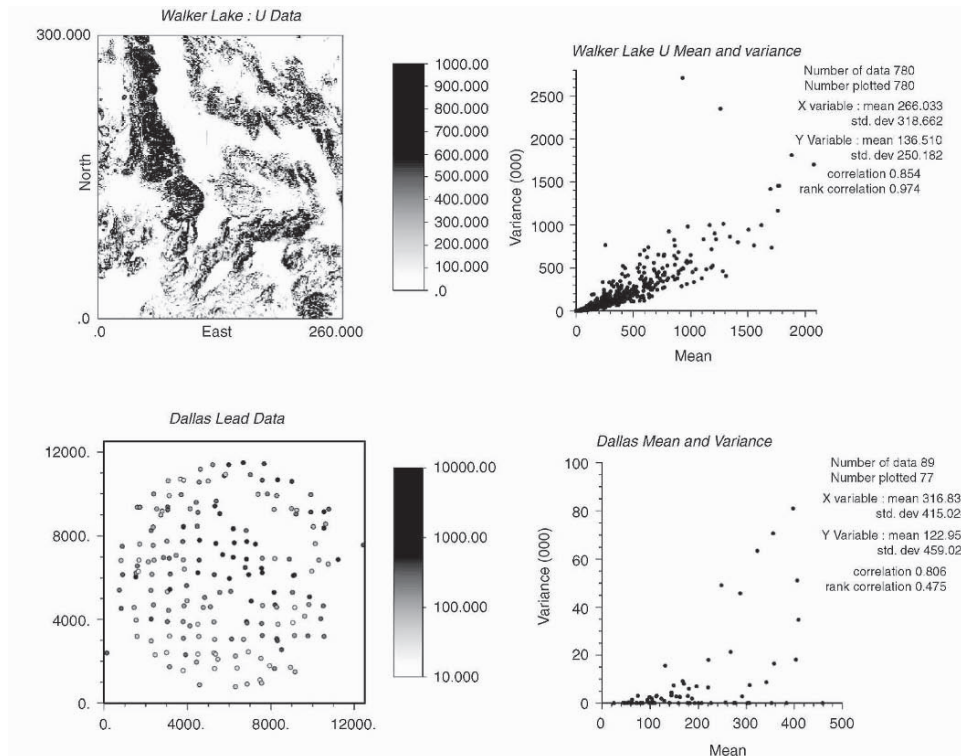 Walker Lake : U Data
300.000
North
.0
.0
East
260.000
1000.00
900.000
800.000
700.000
600.000
500.000
400.000
300.000
200.000
100.000
.0
Walker Lake U Mean and variance
Number of data 780
Number plotted 780
X variable : mean 266.033
std. dev 318.662
Y Variable : mean 136.510
std. dev 250.182
correlation 0.854
rank correlation 0.974
Variance (000)
2500
2000
1500
1000
500
0
0
500
1000
1500
2000
Mean
Dallas Lead Data
12000.
8000.
4000.
0.
0.
4000.
8000.
12000.
10000.00
1000.00
100.000
10.000
Dallas Mean and Variance
Number of data 89
Number plotted 77
X variable : mean 316.83
std. dev 415.02
Y Variable : mean 122.95
std. dev 459.02
correlation 0.806
rank correlation 0.475
Variance (000)
100
80
60
40
20
0
0
100
200
300
400
500
Mean